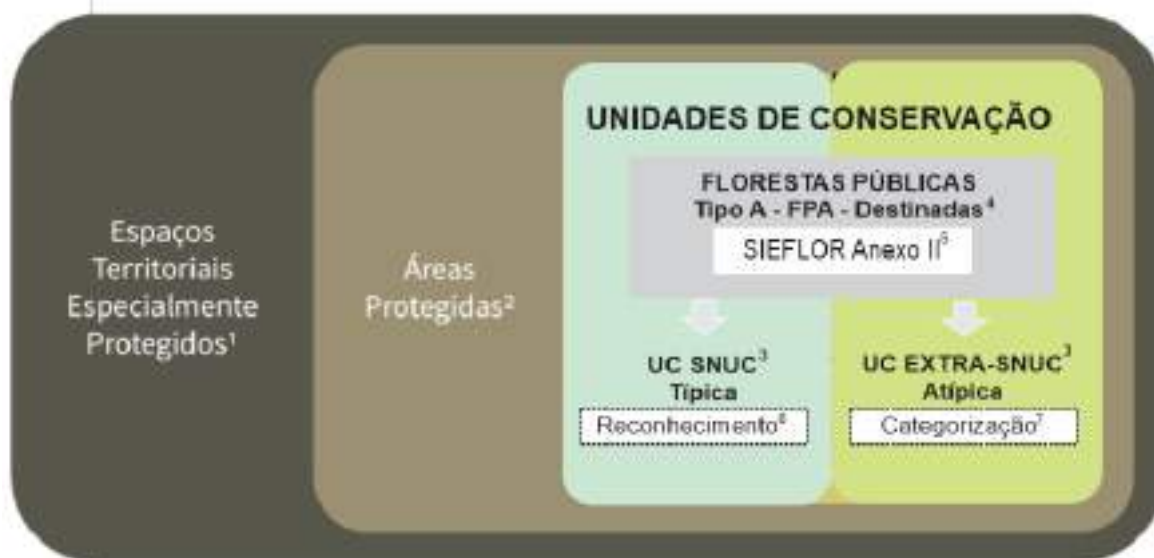 Espaços
Territoriais
Especialmente
Protegidos¹
Áreas
Protegidas²
UNIDADES DE CONSERVAÇÃO
FLORESTAS PÚBLICAS
Tipo A - FPA - Destinadas⁴
SIEFLOR Anexo II⁵
UC SNUC³
Típica
Reconhecimento⁶
UC EXTRA-SNUC³
Atípica
Categorização⁷